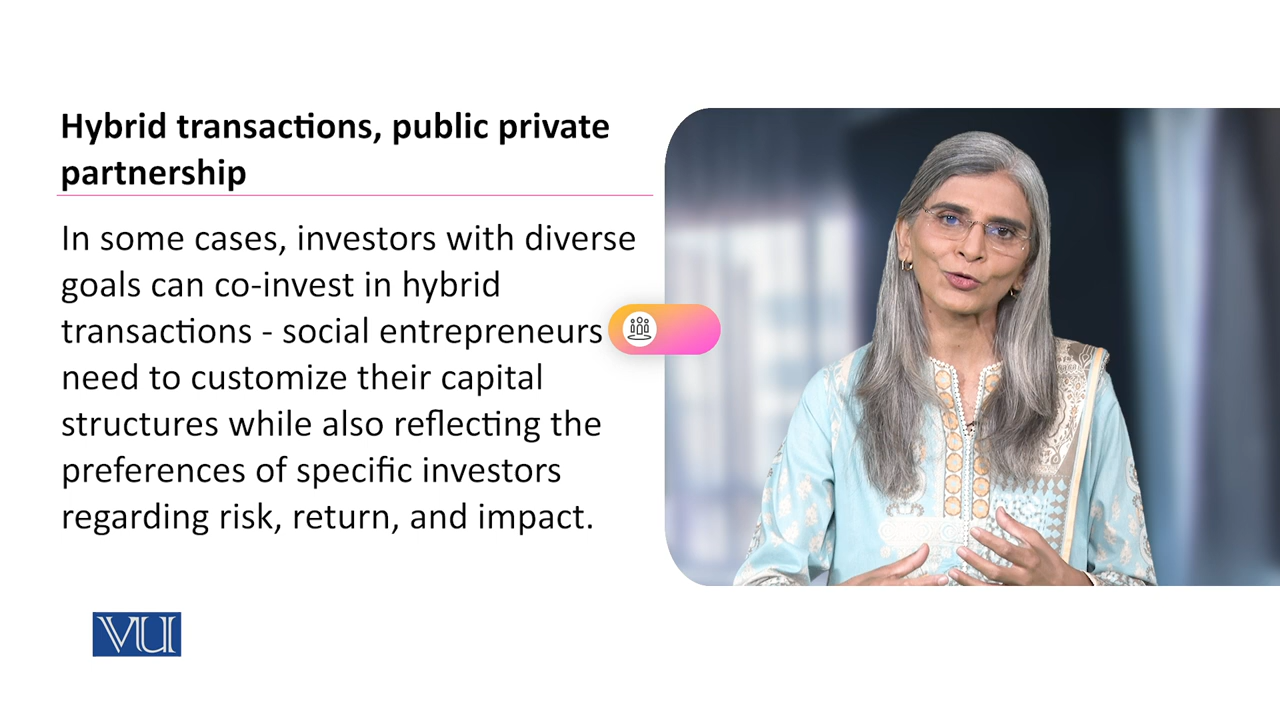 Hybrid transactions, public private
partnership
In some cases, investors with diverse
goals can co-invest in hybrid
transactions - social entrepreneurs
need to customize their capital
structures while also reflecting the
preferences of specific investors
regarding risk, return, and impact.
VU